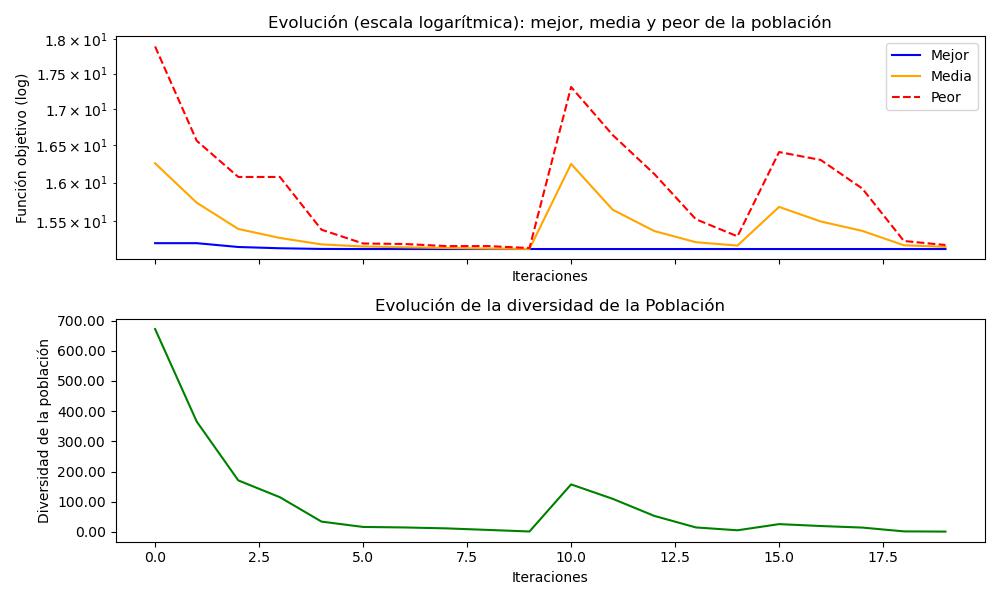 Evolución (escala logarítmica): mejor, media y peor de la población
Función objetivo (log)
1.8 × 10¹
1.75 × 10¹
1.7 × 10¹
1.65 × 10¹
1.6 × 10¹
1.55 × 10¹
Mejor
Media
Peor
Iteraciones
Evolución de la diversidad de la Población
Diversidad de la población
700.00
600.00
500.00
400.00
300.00
200.00
100.00
0.00
0.0 2.5 5.0 7.5 10.0 12.5 15.0 17.5
Iteraciones